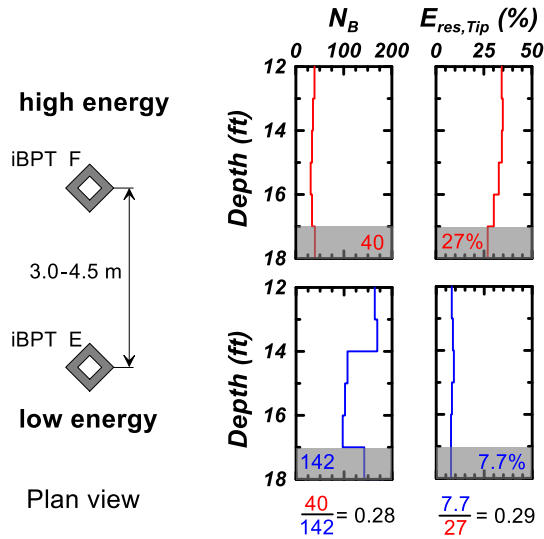 N_B
E_res,Tip (%)
0 100 200
0 25 50
high energy
iBPT F
3.0-4.5 m
iBPT E
low energy
Plan view
Depth (ft)
12
14
16
18
40
27%
Depth (ft)
12
14
16
18
142
7.7%
40/142 = 0.28
7.7/27 = 0.29